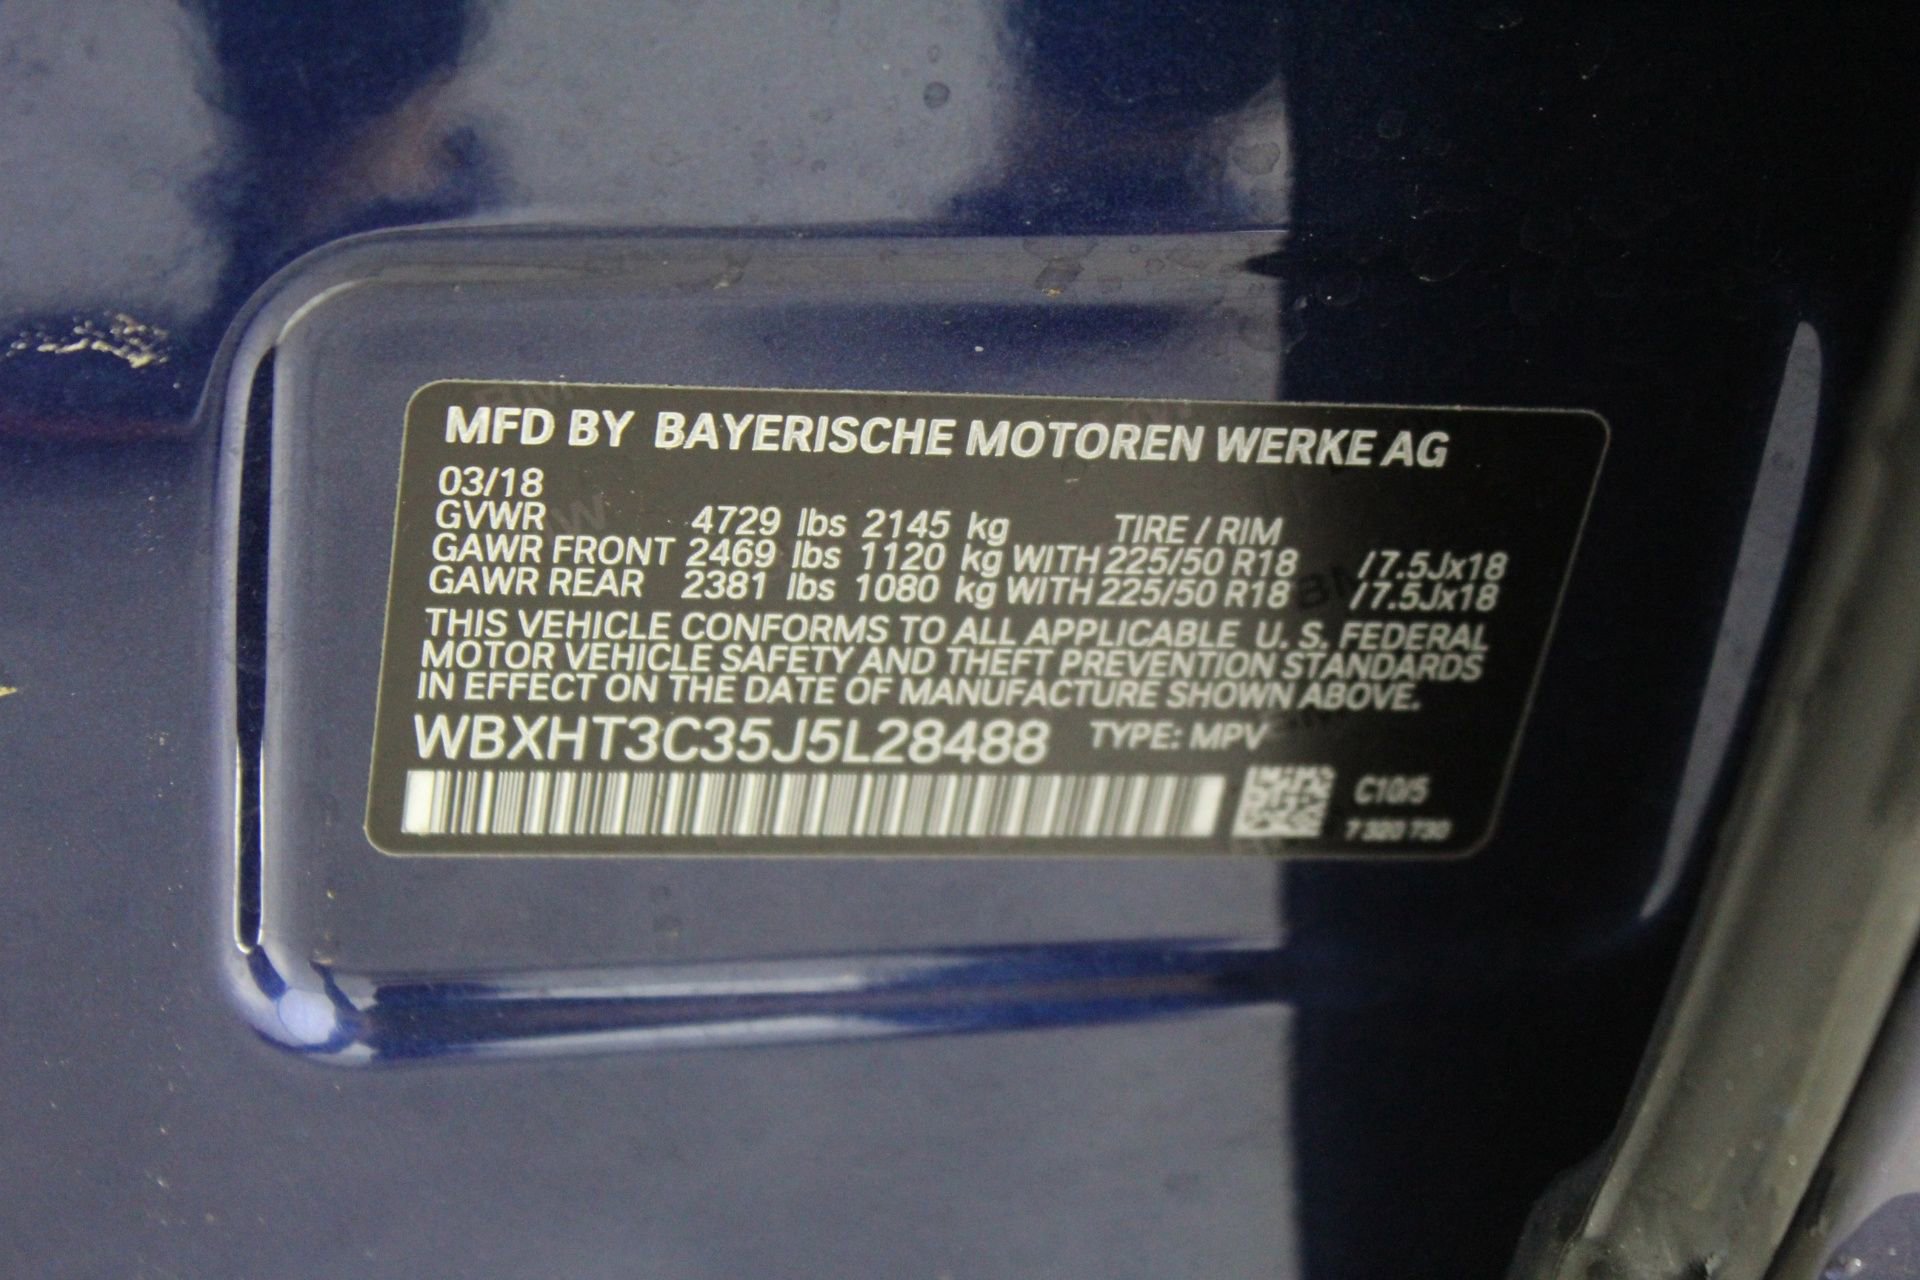 MFD BY BAYERISCHE MOTOREN WERKE AG
03/18
GVWR 4729 lbs 2145 kg TIRE / RIM
GAWR FRONT 2469 lbs 1120 kg WITH 225/50 R18 /7.5Jx18
GAWR REAR 2381 lbs 1080 kg WITH 225/50 R18 /7.5Jx18
THIS VEHICLE CONFORMS TO ALL APPLICABLE U. S. FEDERAL
MOTOR VEHICLE SAFETY AND THEFT PREVENTION STANDARDS
IN EFFECT ON THE DATE OF MANUFACTURE SHOWN ABOVE.
WBXHT3C35J5L28488 TYPE: MPV
C10/5
7 320 730